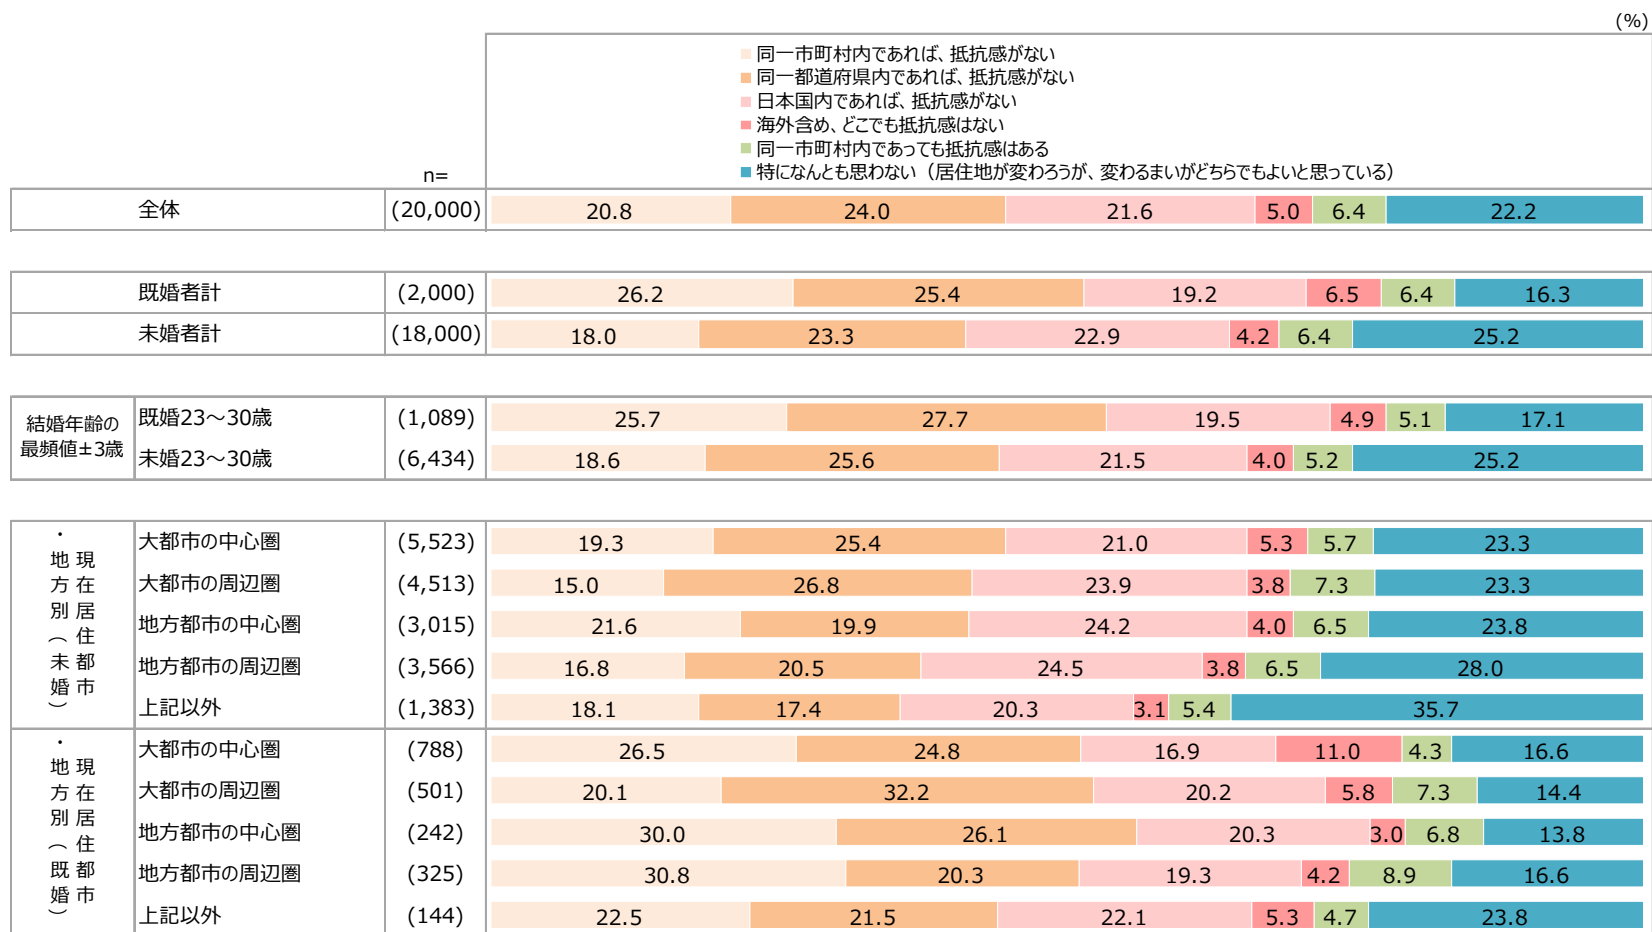 (%)
同一市町村内であれば、抵抗感がない
同一都道府県内であれば、抵抗感がない
日本国内であれば、抵抗感がない
海外含め、どこでも抵抗感はない
同一市町村内であっても抵抗感はある
特になんとも思わない（居住地が変わろうが、変わるまいがどちらでもよいと思っている）
n=
全体 (20,000) 20.8 24.0 21.6 5.0 6.4 22.2
既婚者計 (2,000) 26.2 25.4 19.2 6.5 6.4 16.3
未婚者計 (18,000) 18.0 23.3 22.9 4.2 6.4 25.2
結婚年齢の
最頻値±3歳
既婚23～30歳 (1,089) 25.7 27.7 19.5 4.9 5.1 17.1
未婚23～30歳 (6,434) 18.6 25.6 21.5 4.0 5.2 25.2
現在居住都市
・地方別（未婚）
大都市の中心圏 (5,523) 19.3 25.4 21.0 5.3 5.7 23.3
大都市の周辺圏 (4,513) 15.0 26.8 23.9 3.8 7.3 23.3
地方都市の中心圏 (3,015) 21.6 19.9 24.2 4.0 6.5 23.8
地方都市の周辺圏 (3,566) 16.8 20.5 24.5 3.8 6.5 28.0
上記以外 (1,383) 18.1 17.4 20.3 3.1 5.4 35.7
現在居住都市
・地方別（既婚）
大都市の中心圏 (788) 26.5 24.8 16.9 11.0 4.3 16.6
大都市の周辺圏 (501) 20.1 32.2 20.2 5.8 7.3 14.4
地方都市の中心圏 (242) 30.0 26.1 20.3 3.0 6.8 13.8
地方都市の周辺圏 (325) 30.8 20.3 19.3 4.2 8.9 16.6
上記以外 (144) 22.5 21.5 22.1 5.3 4.7 23.8